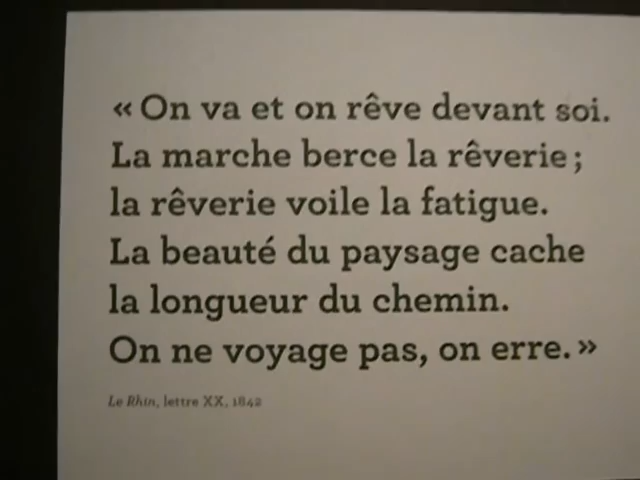 « On va et on rêve devant soi.
La marche berce la rêverie ;
la rêverie voile la fatigue.
La beauté du paysage cache
la longueur du chemin.
On ne voyage pas, on erre. »
Le Rhin, lettre XX, 1842